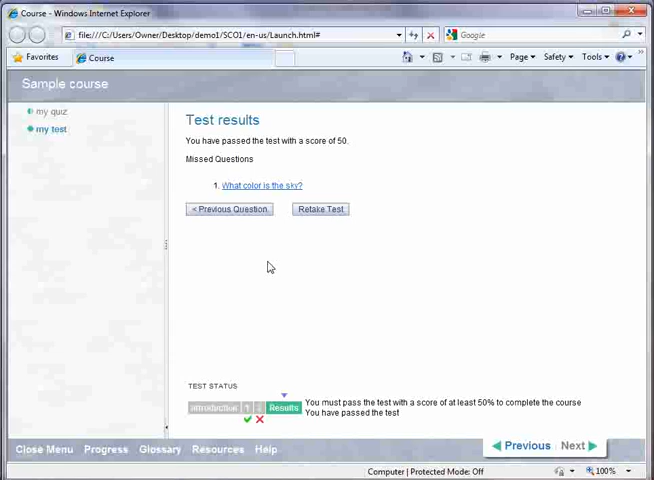 Course - Windows Internet Explorer
file:///C:/Users/Owner/Desktop/demo1/SCO1/en-us/Launch.html#
Google
Favorites
Course
Page
Safety
Tools
Sample course
my quiz
my test
Test results
You have passed the test with a score of 50.
Missed Questions
1. What color is the sky?
< Previous Question
Retake Test
TEST STATUS
Introduction
1
Results
You must pass the test with a score of at least 50% to complete the course
You have passed the test
Close Menu
Progress
Glossary
Resources
Help
Previous
Next
Computer | Protected Mode: Off
100%